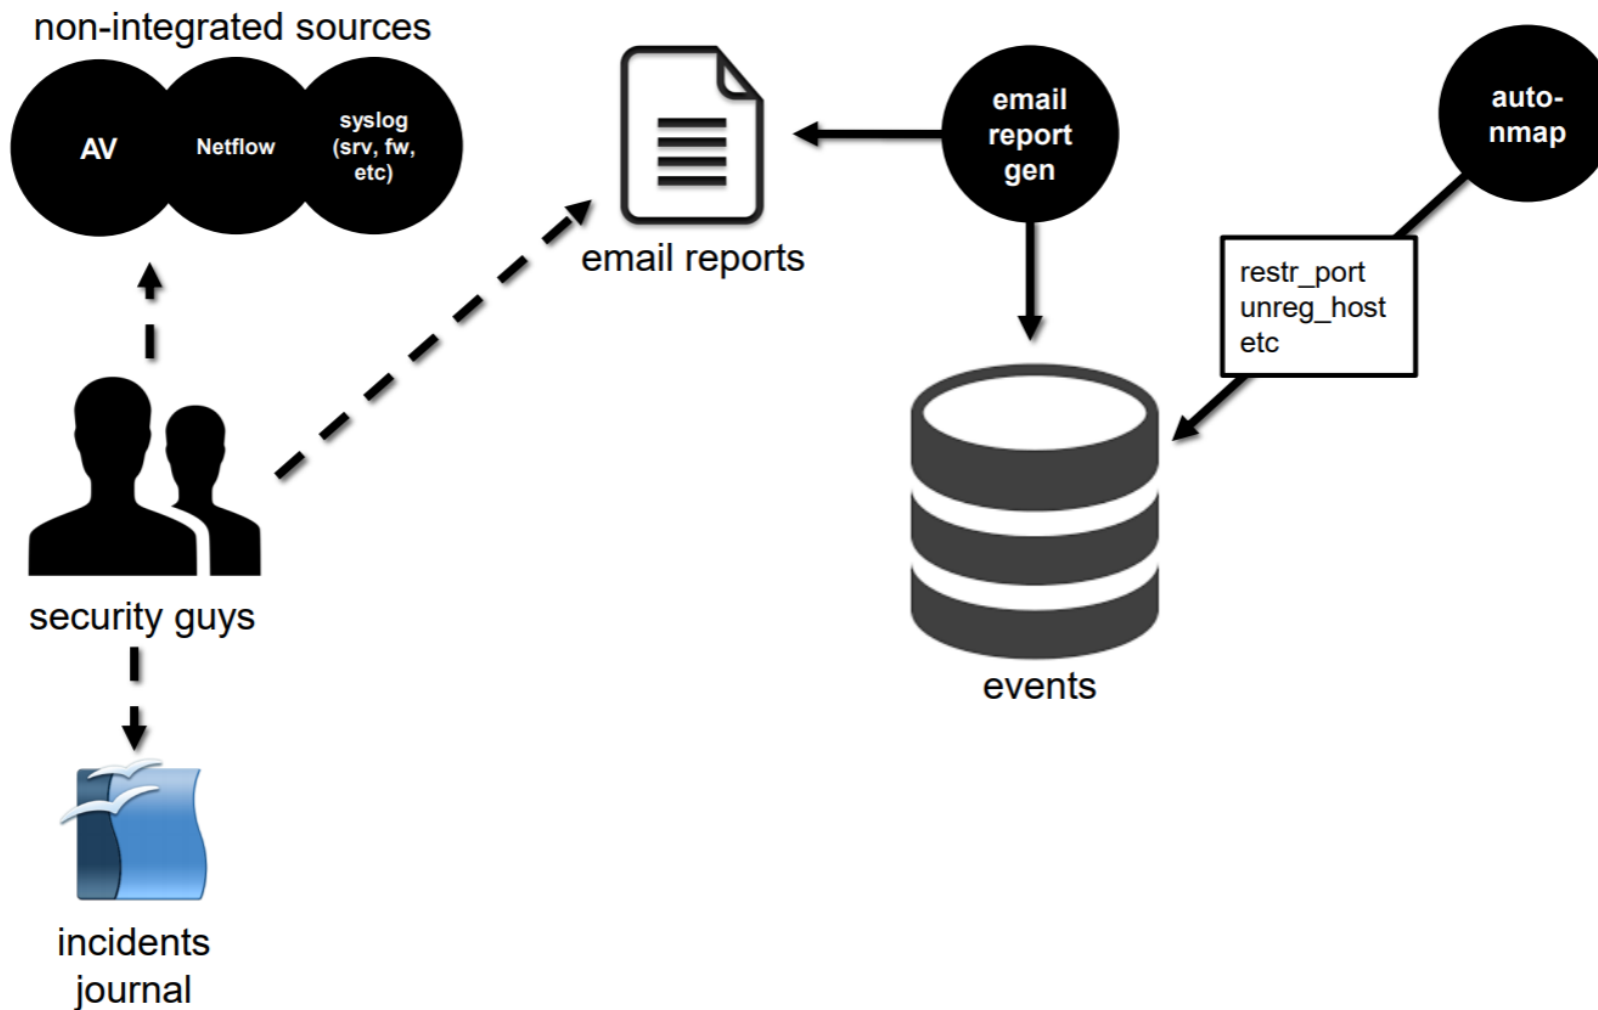 non-integrated sources
AV
Netflow
syslog
(srv, fw,
etc)
email reports
email
report
gen
auto-
nmap
restr_port
unreg_host
etc
security guys
events
incidents
journal